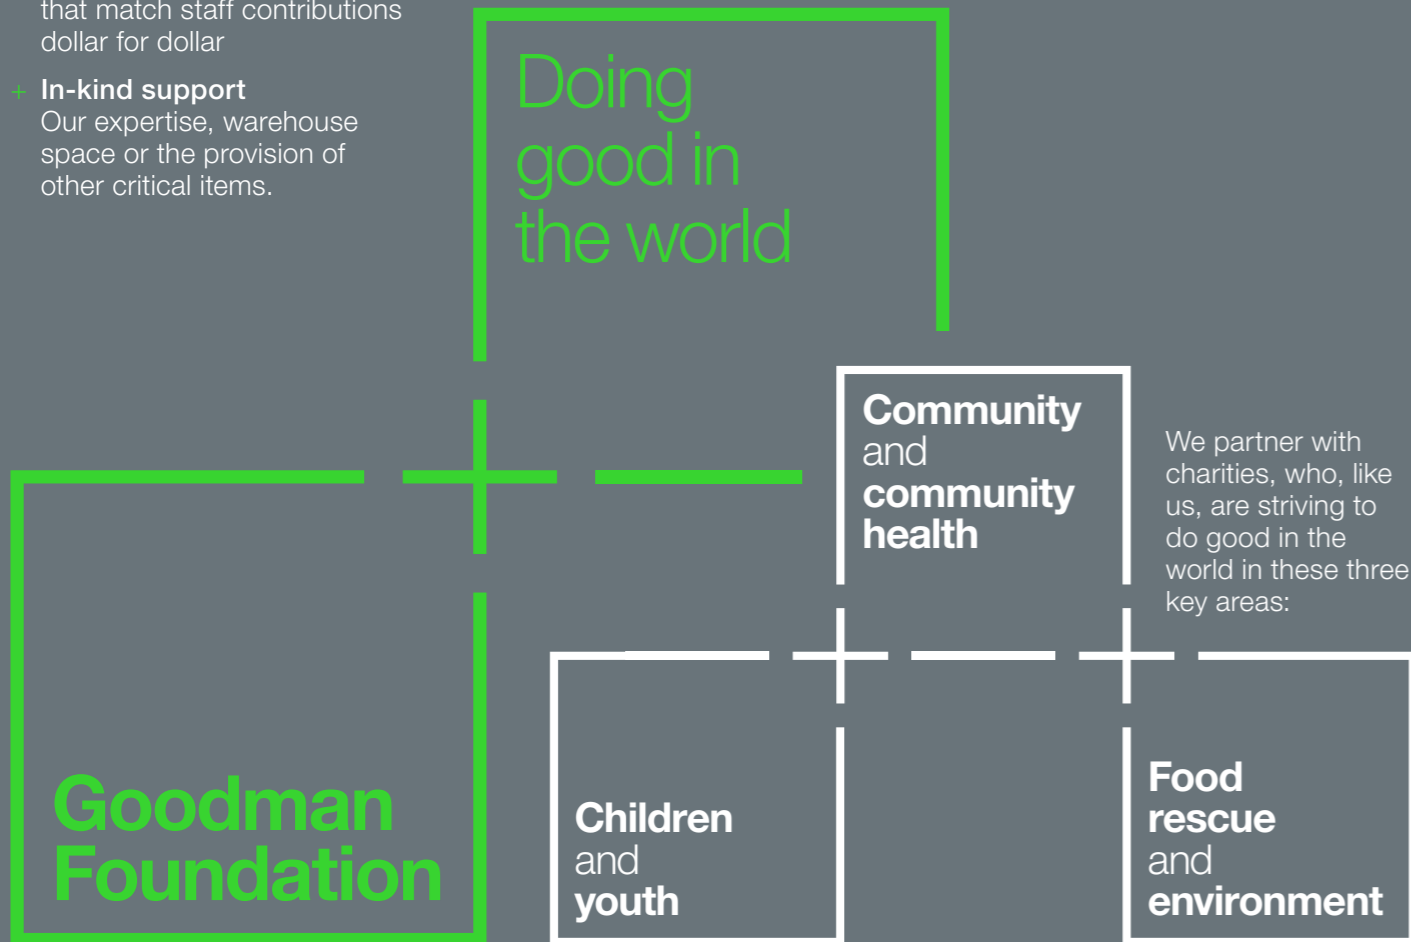 that match staff contributions
dollar for dollar
+ In-kind support
Our expertise, warehouse
space or the provision of
other critical items.
Doing
good in
the world
Goodman
Foundation
We partner with
charities, who, like
us, are striving to
do good in the
world in these three
key areas:
Community
and
community
health
Children
and
youth
Food
rescue
and
environment